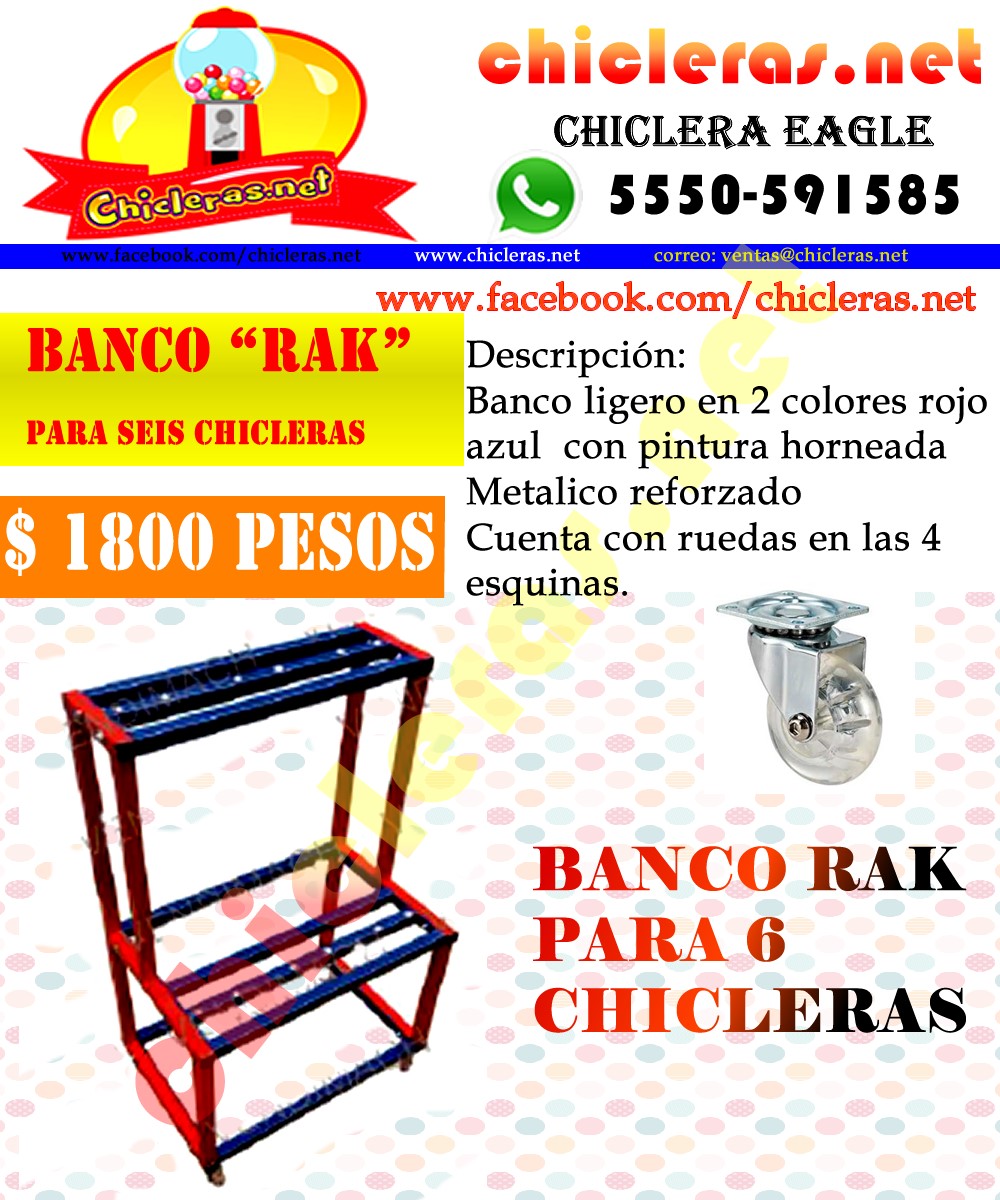 chicleras.net
CHICLERA EAGLE
5550-591585
Chicleras.net
www.facebook.com/chicleras.net www.chicleras.net correo: ventas@chicleras.net
www.facebook.com/chicleras.net
BANCO “RAK”
PARA SEIS CHICLERAS
$ 1800 PESOS
Descripción:
Banco ligero en 2 colores rojo
azul con pintura horneada
Metalico reforzado
Cuenta con ruedas en las 4
esquinas.
chicleras.net
BANCO RAK
PARA 6
CHICLERAS